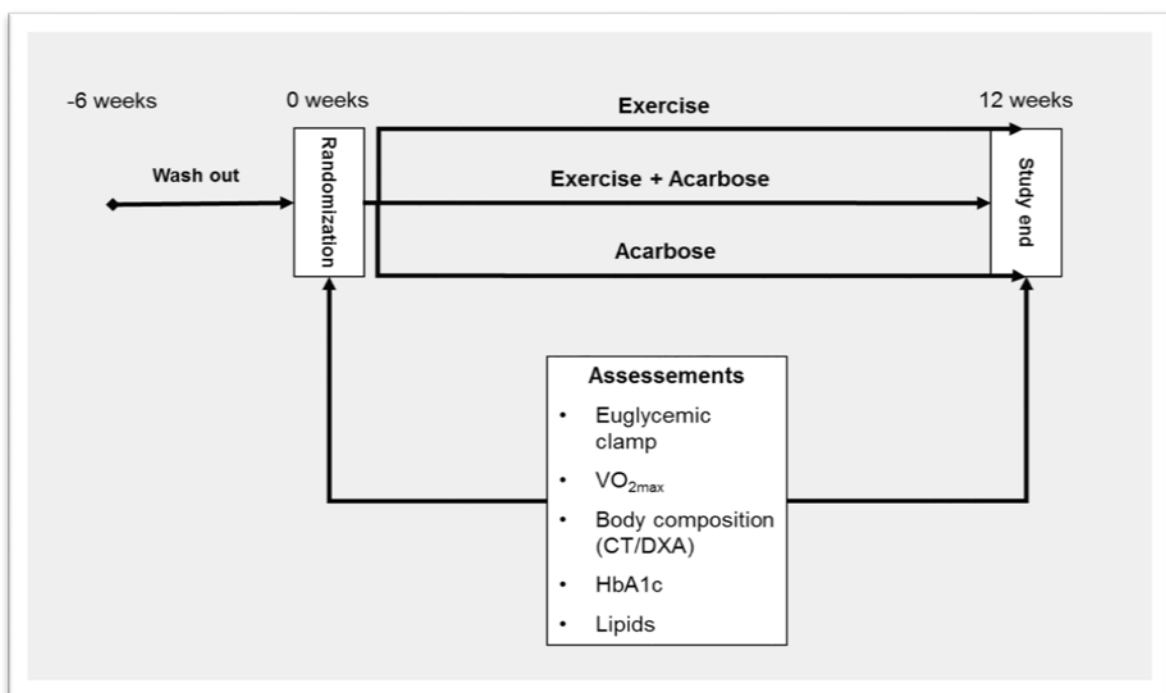 -6 weeks
0 weeks
12 weeks
Exercise
Wash out
Randomization
Exercise + Acarbose
Study end
Acarbose
Assessements
• Euglycemic
clamp
• VO2max
• Body composition
(CT/DXA)
• HbA1c
• Lipids